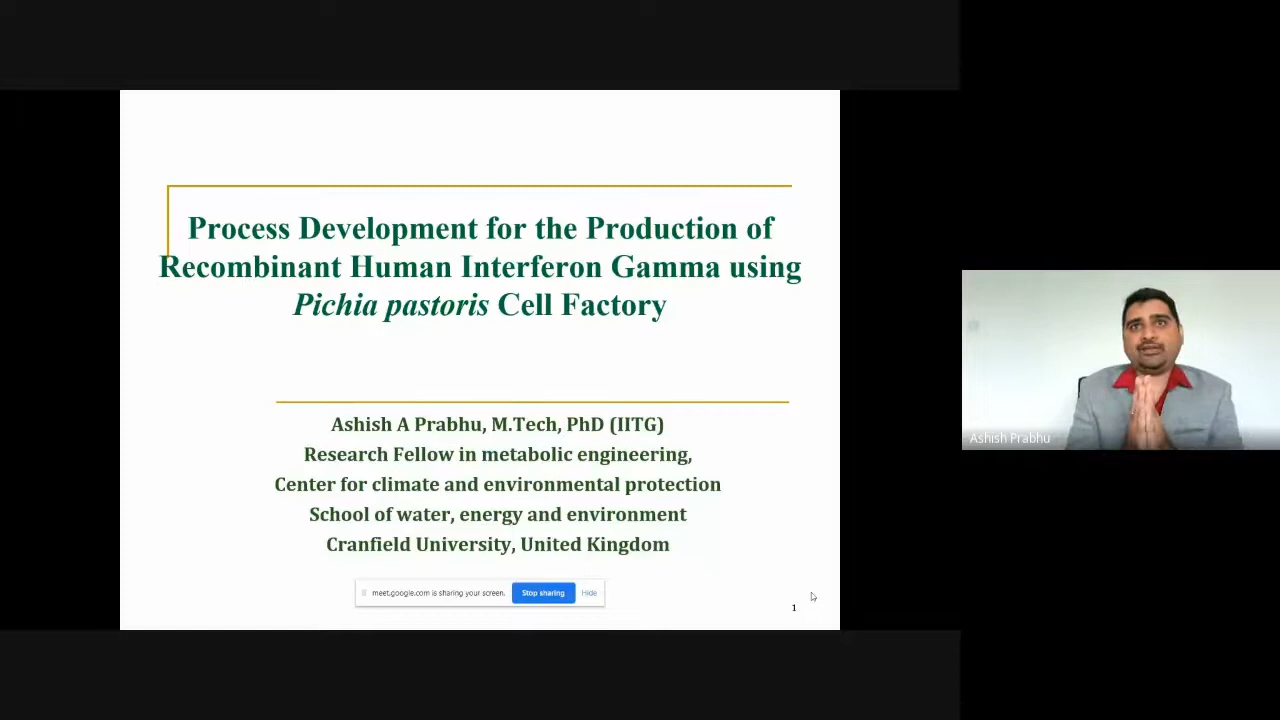 Process Development for the Production of
Recombinant Human Interferon Gamma using
Pichia pastoris Cell Factory
Ashish A Prabhu, M.Tech, PhD (IITG)
Research Fellow in metabolic engineering,
Center for climate and environmental protection
School of water, energy and environment
Cranfield University, United Kingdom
meet.google.com is sharing your screen. Stop sharing Hide
1
Ashish Prabhu